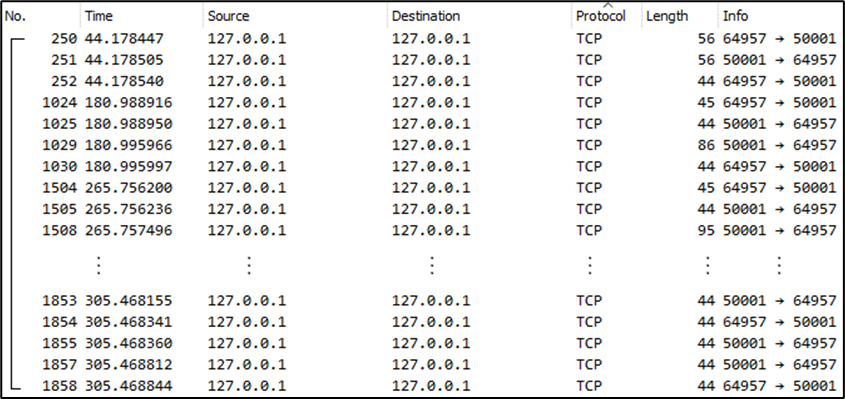 No. Time Source Destination Protocol Length Info
250 44.178447 127.0.0.1 127.0.0.1 TCP 56 64957 → 50001
251 44.178505 127.0.0.1 127.0.0.1 TCP 56 50001 → 64957
252 44.178540 127.0.0.1 127.0.0.1 TCP 44 64957 → 50001
1024 180.988916 127.0.0.1 127.0.0.1 TCP 45 64957 → 50001
1025 180.988950 127.0.0.1 127.0.0.1 TCP 44 50001 → 64957
1029 180.995966 127.0.0.1 127.0.0.1 TCP 86 50001 → 64957
1030 180.995997 127.0.0.1 127.0.0.1 TCP 44 64957 → 50001
1504 265.756200 127.0.0.1 127.0.0.1 TCP 45 64957 → 50001
1505 265.756236 127.0.0.1 127.0.0.1 TCP 44 50001 → 64957
1508 265.757496 127.0.0.1 127.0.0.1 TCP 95 50001 → 64957
⋮ ⋮ ⋮ ⋮ ⋮ ⋮
1853 305.468155 127.0.0.1 127.0.0.1 TCP 44 50001 → 64957
1854 305.468341 127.0.0.1 127.0.0.1 TCP 44 64957 → 50001
1855 305.468360 127.0.0.1 127.0.0.1 TCP 44 50001 → 64957
1857 305.468812 127.0.0.1 127.0.0.1 TCP 44 50001 → 64957
1858 305.468844 127.0.0.1 127.0.0.1 TCP 44 64957 → 50001